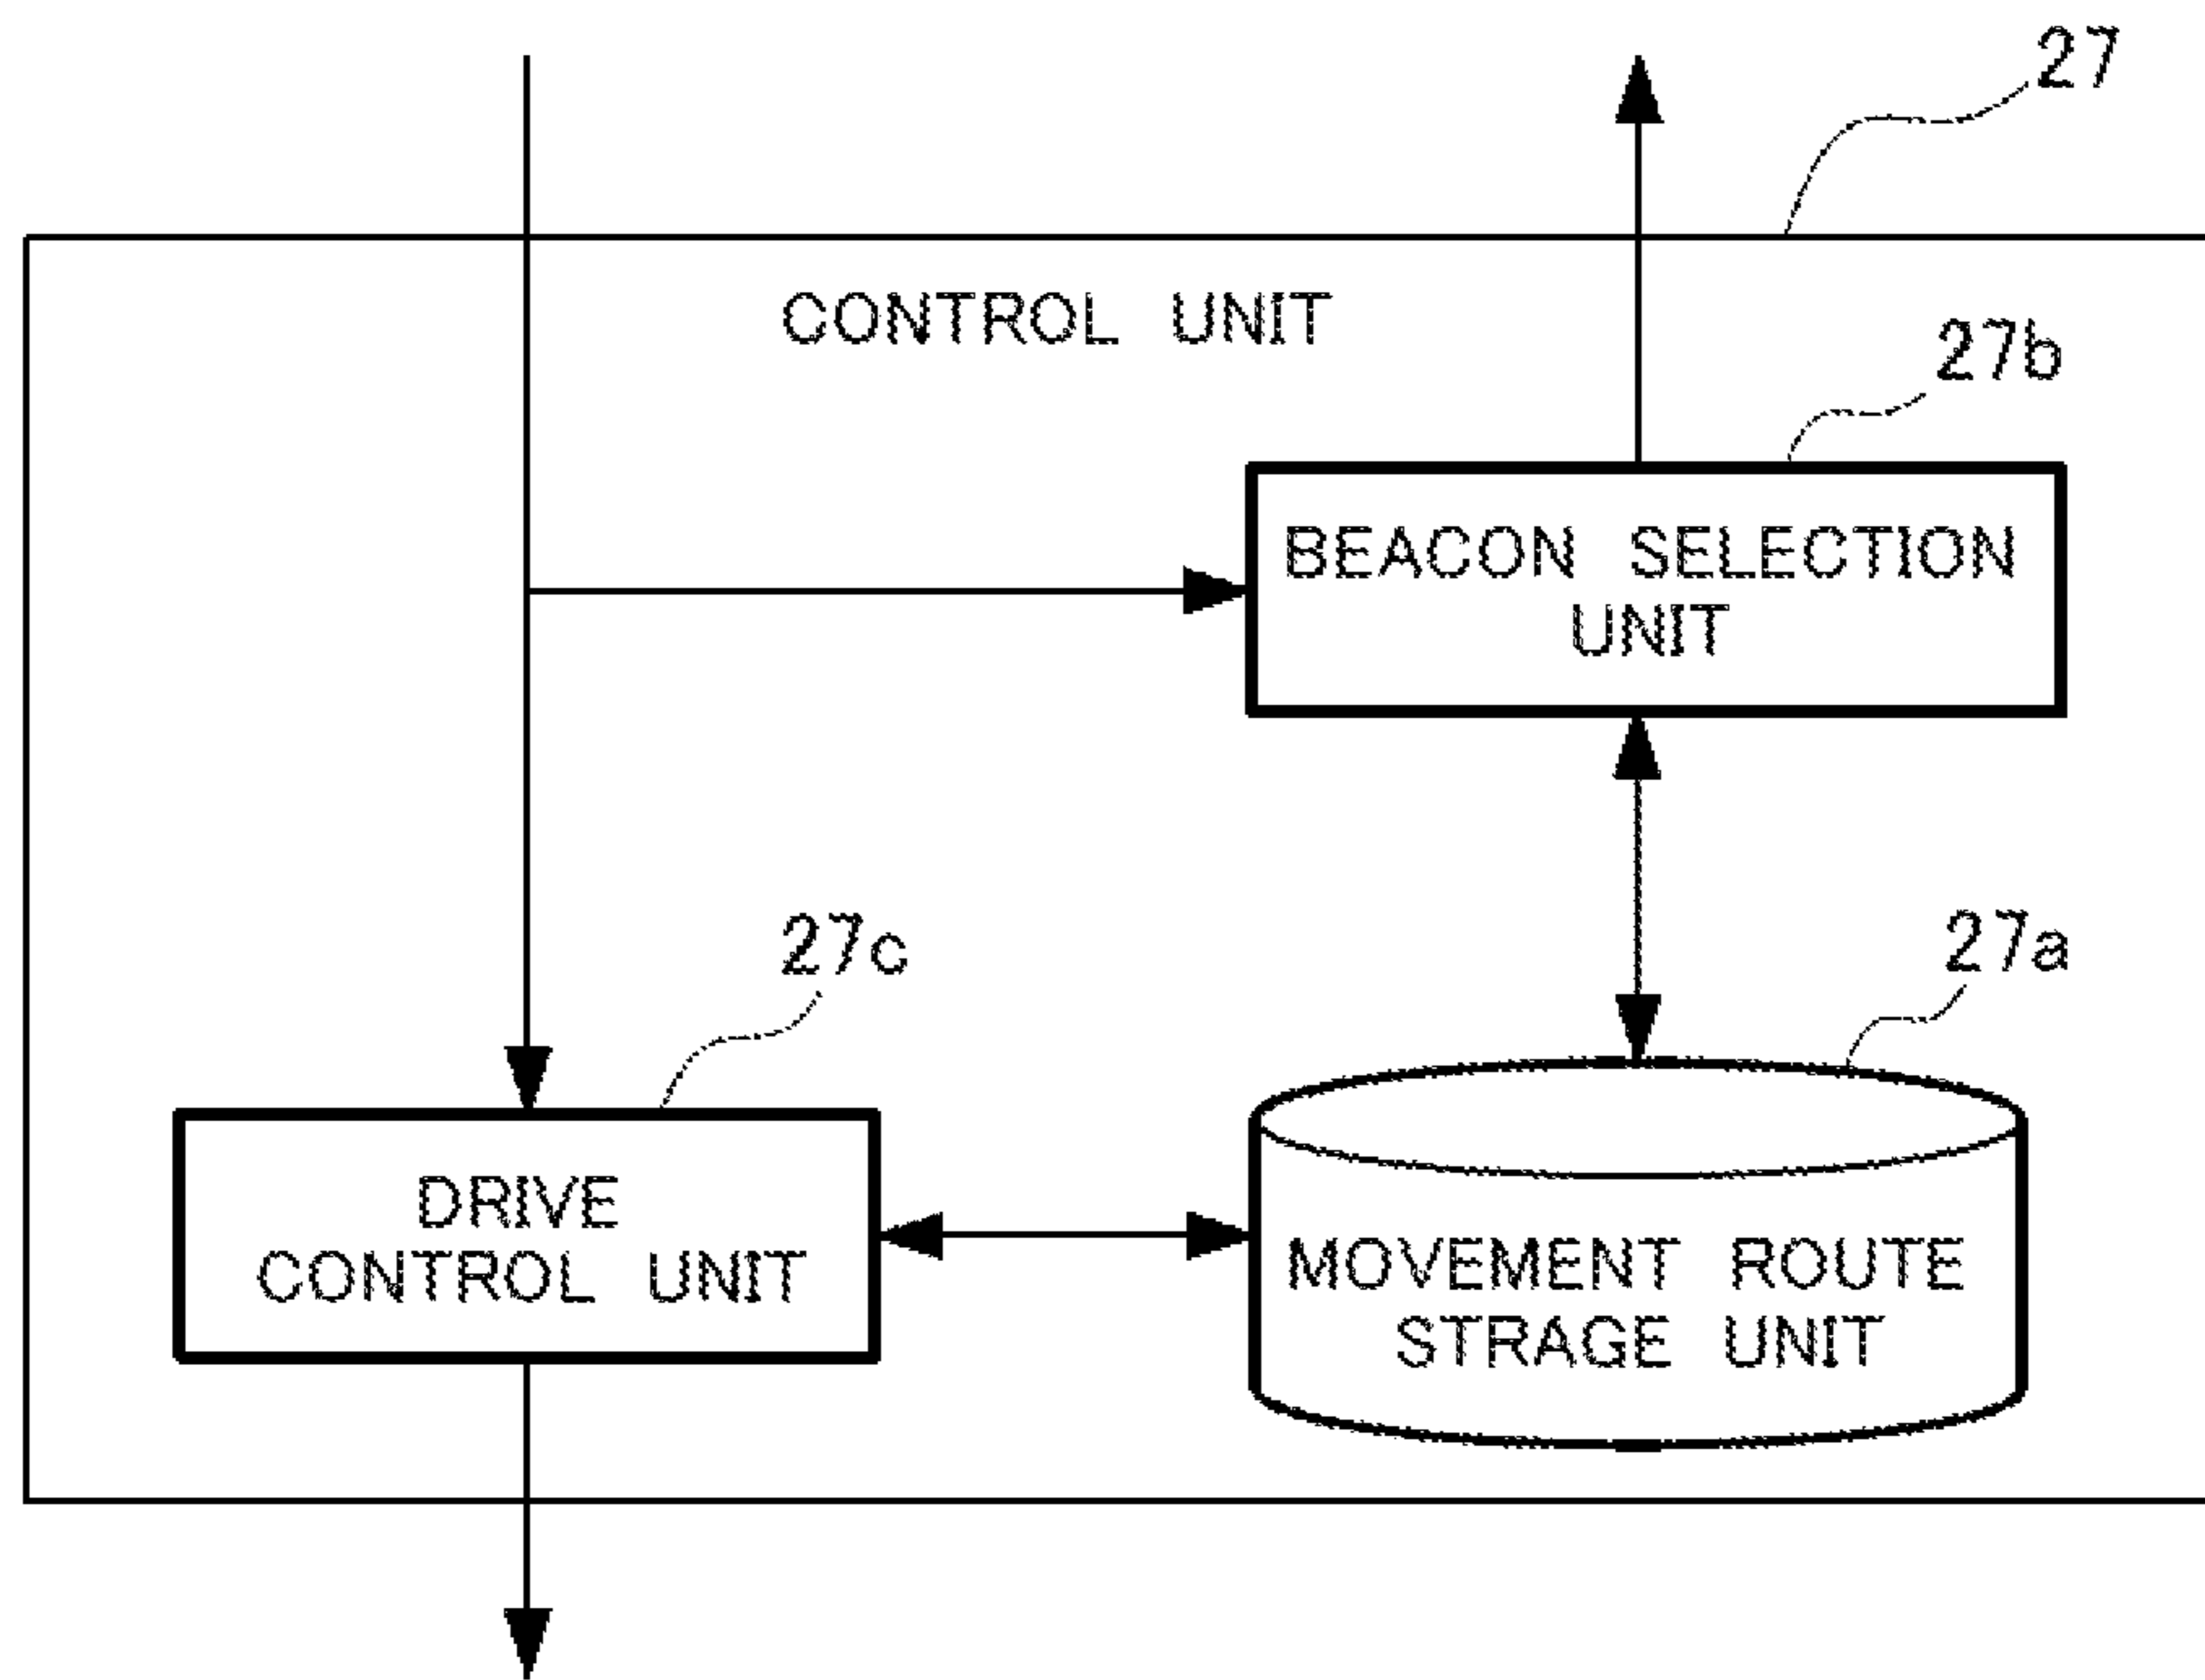 27
CONTROL UNIT
27b
BEACON SELECTION
UNIT
27c
27a
DRIVE
CONTROL UNIT
MOVEMENT ROUTE
STRAGE UNIT